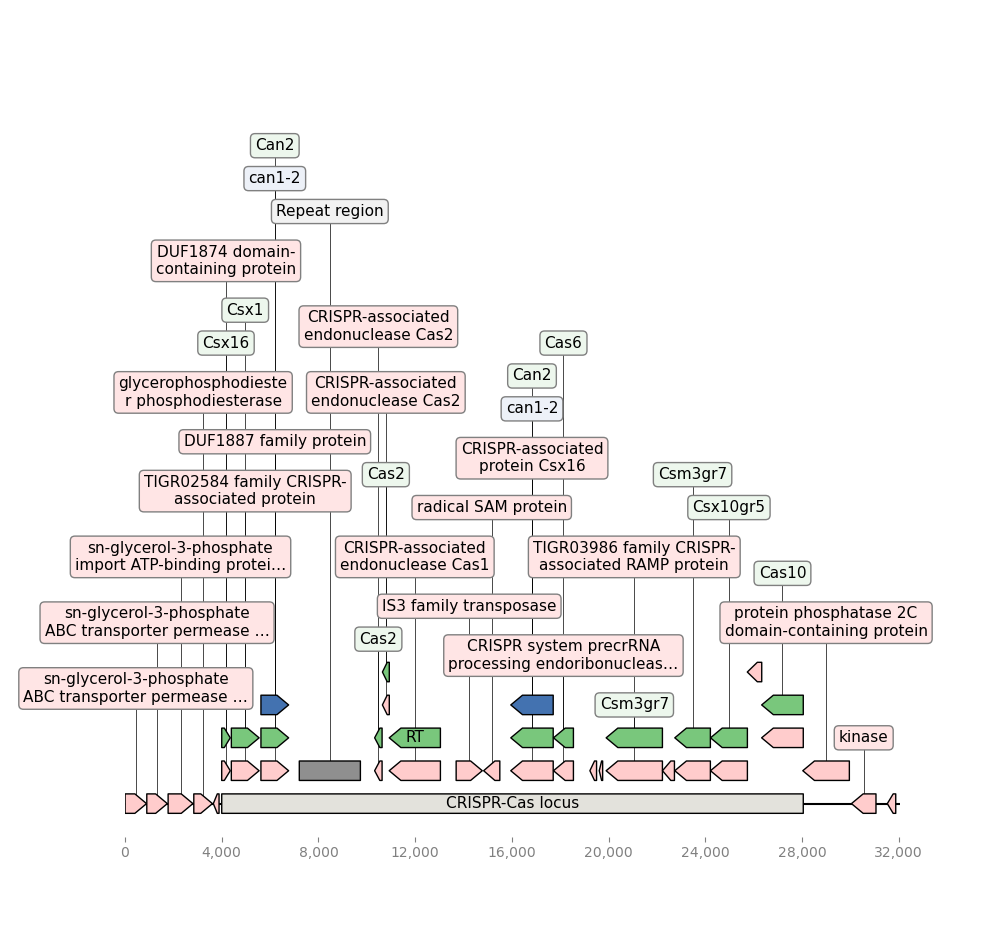 Can2
can1-2
Repeat region
DUF1874 domain-
containing protein
Csx1
CRISPR-associated
endonuclease Cas2
Csx16
Cas6
glycerophosphodieste
r phosphodiesterase
CRISPR-associated
endonuclease Cas2
Can2
can1-2
DUF1887 family protein
CRISPR-associated
protein Csx16
TIGR02584 family CRISPR-
associated protein
Cas2
Csm3gr7
radical SAM protein
Csx10gr5
sn-glycerol-3-phosphate
import ATP-binding protei...
CRISPR-associated
endonuclease Cas1
TIGR03986 family CRISPR-
associated RAMP protein
Cas10
sn-glycerol-3-phosphate
ABC transporter permease ...
IS3 family transposase
protein phosphatase 2C
domain-containing protein
Cas2
CRISPR system precrRNA
processing endoribonucleas...
sn-glycerol-3-phosphate
ABC transporter permease ...
Csm3gr7
RT
kinase
CRISPR-Cas locus
0
4,000
8,000
12,000
16,000
20,000
24,000
28,000
32,000